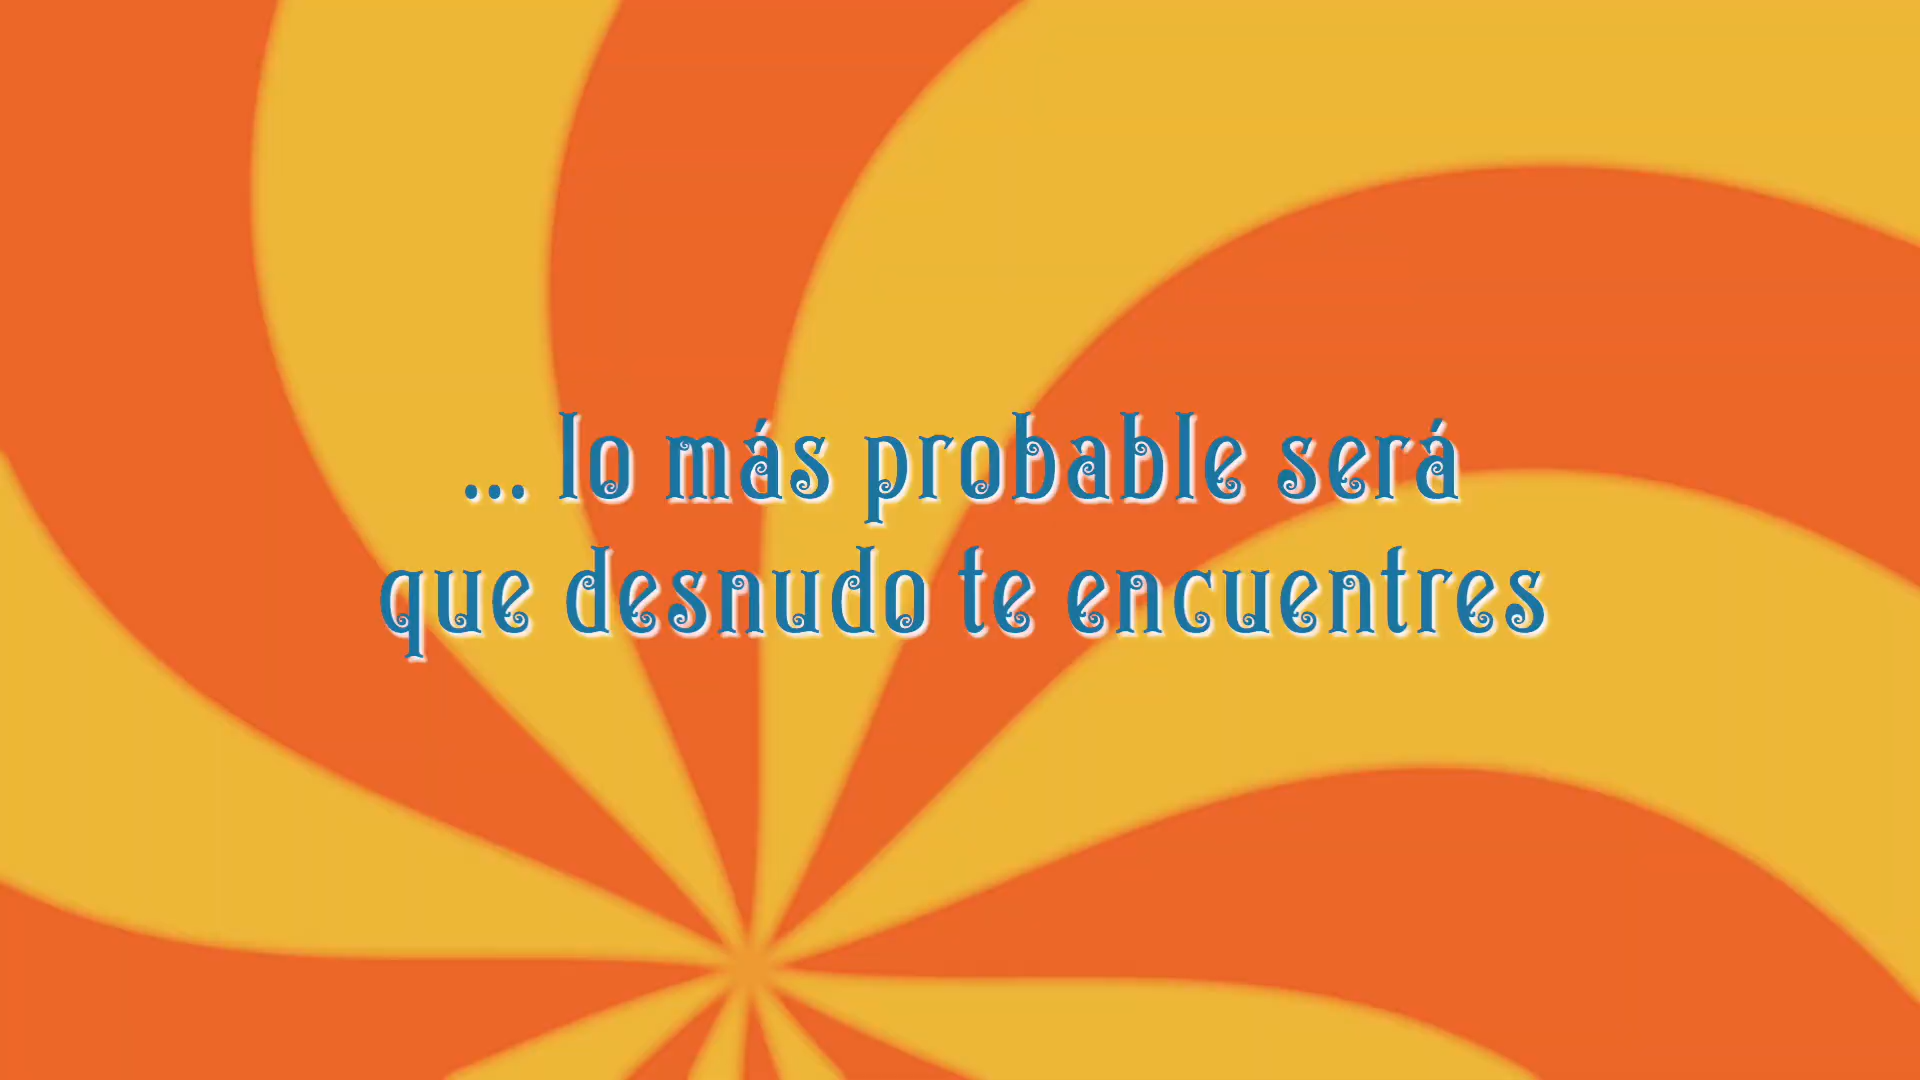 ... lo más probable será
que desnudo te encuentres